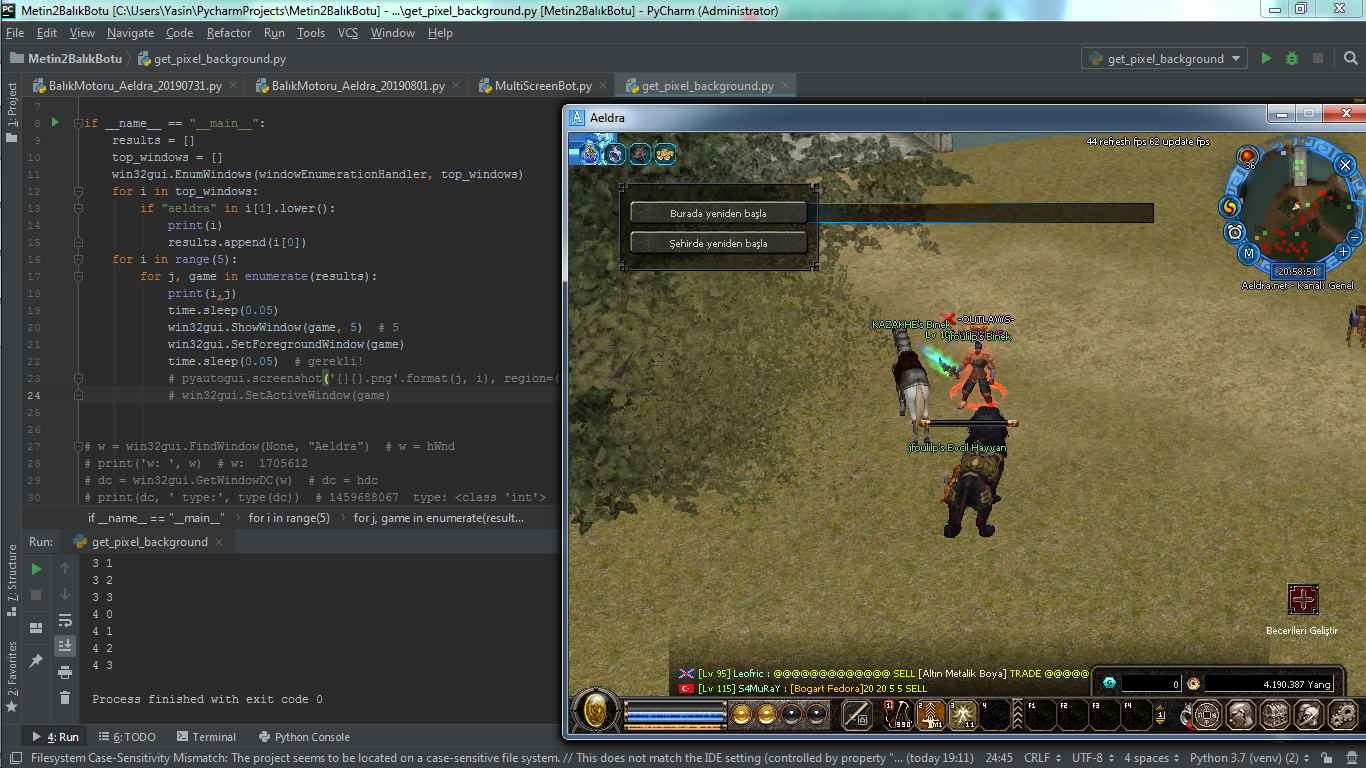 Metin2BalıkBotu [C:\Users\Yasin\PycharmProjects\Metin2BalıkBotu] - ...\get_pixel_background.py [Metin2BalıkBotu] - PyCharm (Administrator)
File Edit View Navigate Code Refactor Run Tools VCS Window Help
Metin2BalıkBotu get_pixel_background.py get_pixel_background
BalıkMotoru_Aeldra_20190731.py BalıkMotoru_Aeldra_20190801.py MultiScreenBot.py get_pixel_background.py
1: Project
7
8 if __name__ == "__main__":
9 results = []
10 top_windows = []
11 win32gui.EnumWindows(windowEnumerationHandler, top_windows)
12 for i in top_windows:
13 if "aeldra" in i[1].lower():
14 print(i)
15 results.append(i[0])
16 for i in range(5):
17 for j, game in enumerate(results):
18 print(i,j)
19 time.sleep(0.05)
20 win32gui.ShowWindow(game, 5)  # 5
21 win32gui.SetForegroundWindow(game)
22 time.sleep(0.05)  # gerekli!
23 # pyautogui.screenshot('{}{}.png'.format(j, i), region=(
24 # win32gui.SetActiveWindow(game)
25
26
27 # w = win32gui.FindWindow(None, "Aeldra")  # w = hWnd
28 # print('w: ', w)  # w:  1705612
29 # dc = win32gui.GetWindowDC(w)  # dc = hdc
30 # print(dc, ' type:', type(dc))  # 1459688067  type: <class 'int'>
if __name__ == "__main__" › for i in range(5) › for j, game in enumerate(result...
Run: get_pixel_background
3 1
3 2
3 3
4 0
4 1
4 2
4 3
Process finished with exit code 0
7: Structure
2: Favorites
Aeldra
44 refresh fps 62 update fps
36
Burada yeniden başla
Şehirde yeniden başla
M
20:58:51
Aeldra.net - Kanal: Genel
-OUTLAWS-
KAZAKHE's Binek
jfoulilp's Binek
jfoulilp's Evcil Hayvan
Becerileri Geliştir
[Lv 95] Leofric : @@@@@@@@@@@@@ SELL [Altın Metalik Boya] TRADE @@@@@
[Lv 115] S4MuRaY : [Bogart Fedora]20 20 5 5 SELL
0 4.190.387 Yang
1 990 2 M1 3 11 4 F1 F2 F3 F4 1
4: Run 6: TODO Terminal Python Console
Filesystem Case-Sensitivity Mismatch: The project seems to be located on a case-sensitive file system. // This does not match the IDE setting (controlled by property "... (today 19:11) 24:45 CRLF UTF-8 4 spaces Python 3.7 (venv) (2)